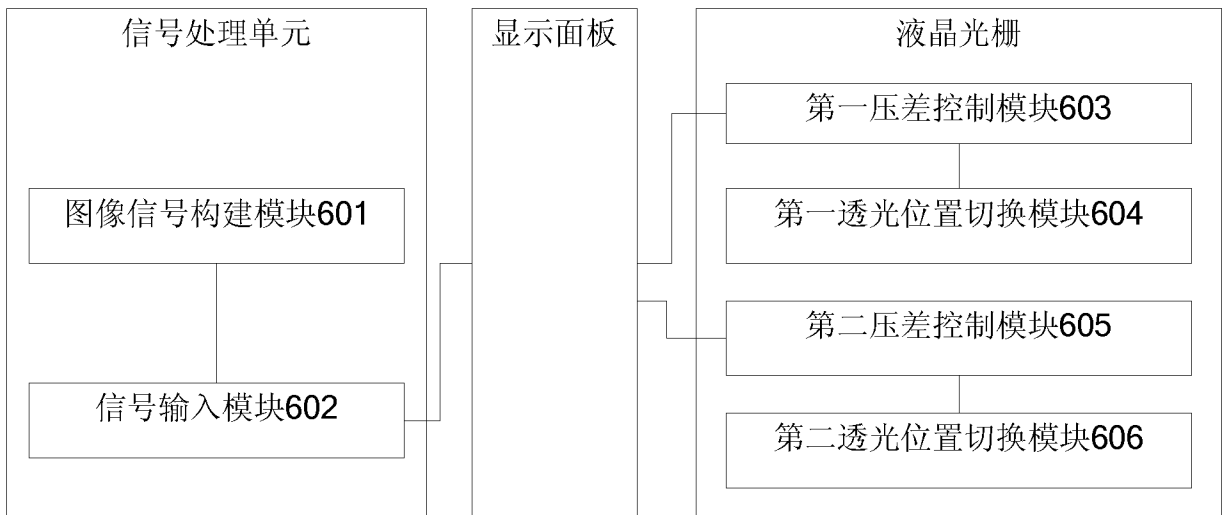 信号处理单元
图像信号构建模块601
信号输入模块602
显示面板
液晶光栅
第一压差控制模块603
第一透光位置切换模块604
第二压差控制模块605
第二透光位置切换模块606